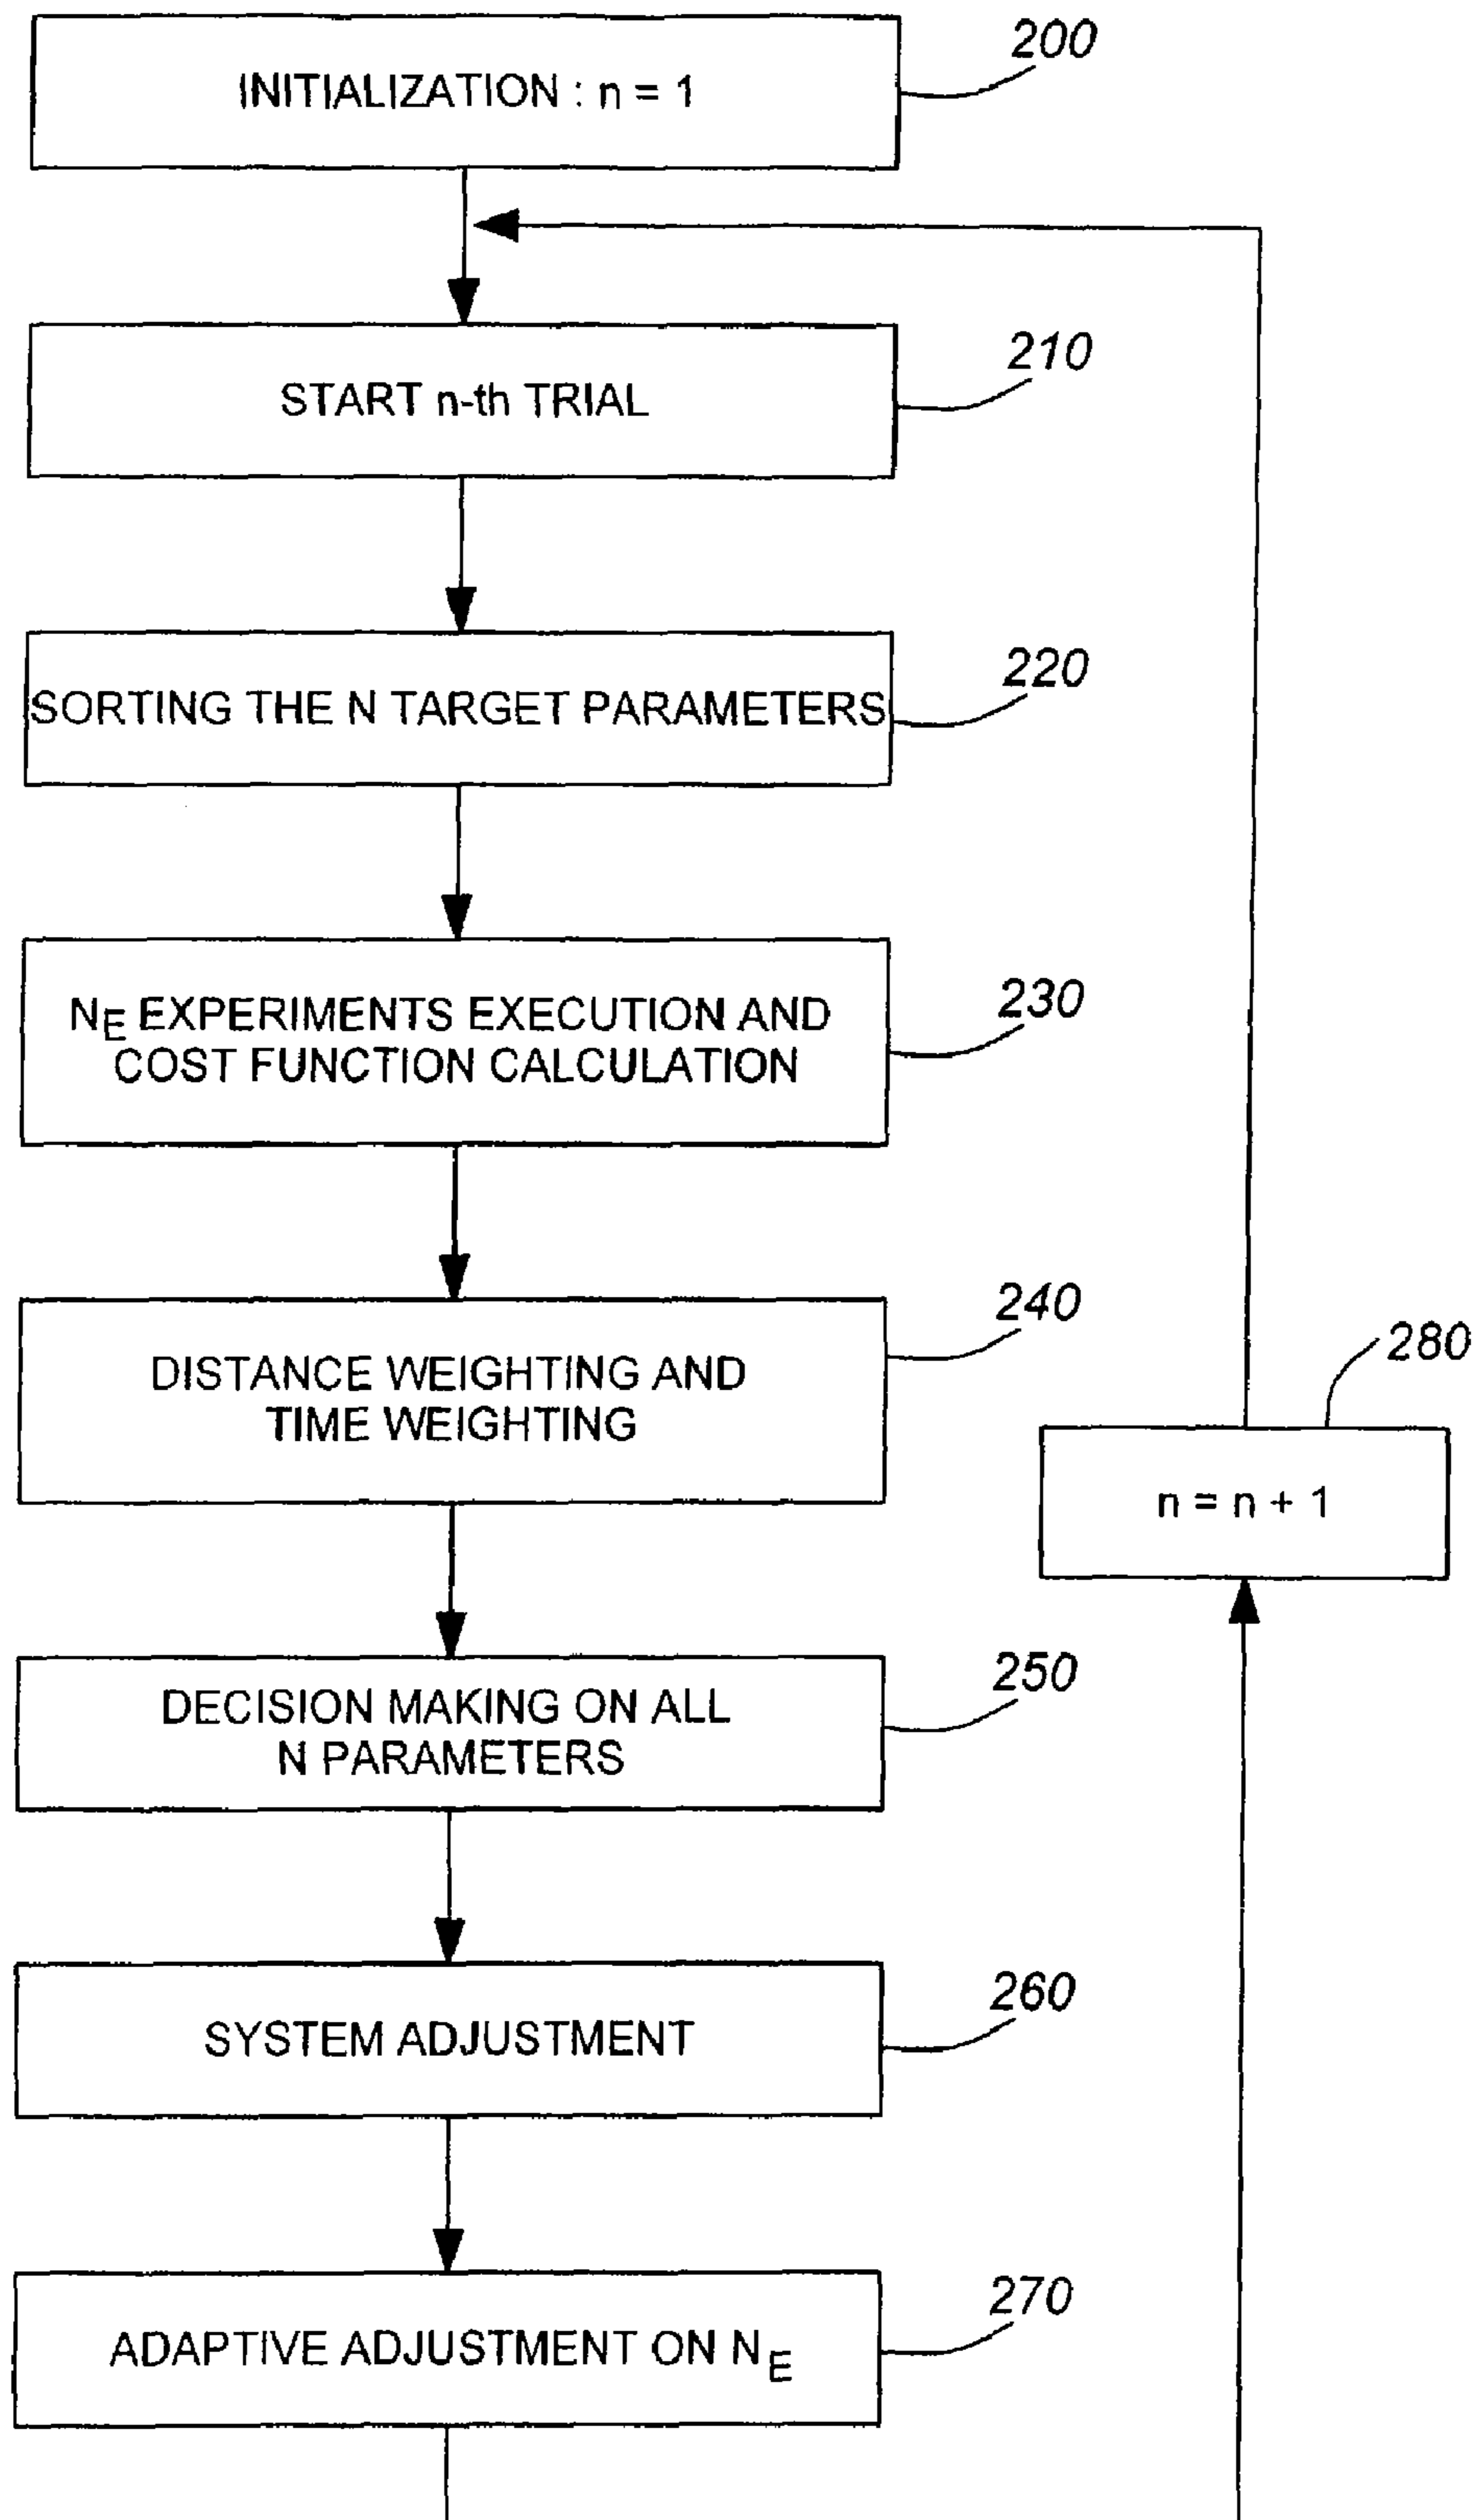 INITIALIZATION : n = 1
200
START n-th TRIAL
210
SORTING THE N TARGET PARAMETERS
220
NE EXPERIMENTS EXECUTION AND
COST FUNCTION CALCULATION
230
DISTANCE WEIGHTING AND
TIME WEIGHTING
240
280
n = n + 1
DECISION MAKING ON ALL
N PARAMETERS
250
SYSTEM ADJUSTMENT
260
ADAPTIVE ADJUSTMENT ON NE
270